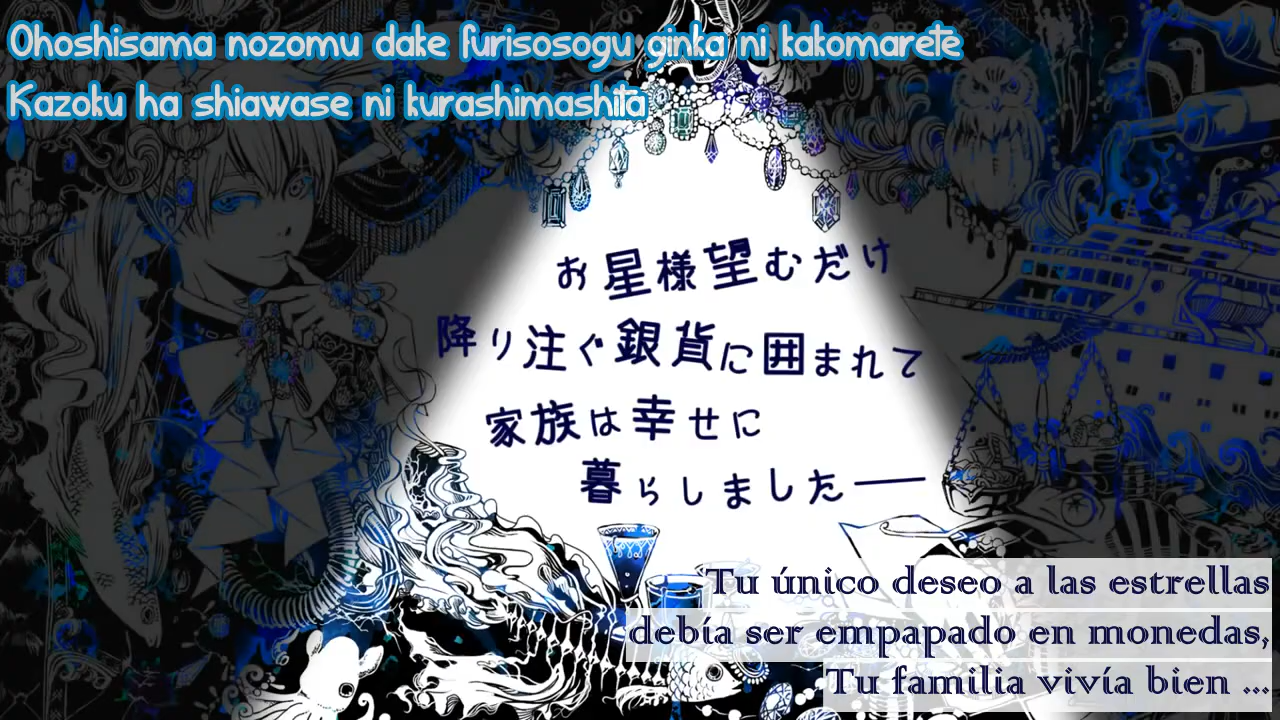 Ohoshisama nozomu dake furisosogu ginka ni kakomarete
Kazoku ha shiawase ni kurashimashita
お星様望むだけ
降り注ぐ銀貨に囲まれて
家族は幸せに
暮らしました――
Tu único deseo a las estrellas
debía ser empapado en monedas,
Tu familia vivía bien ...